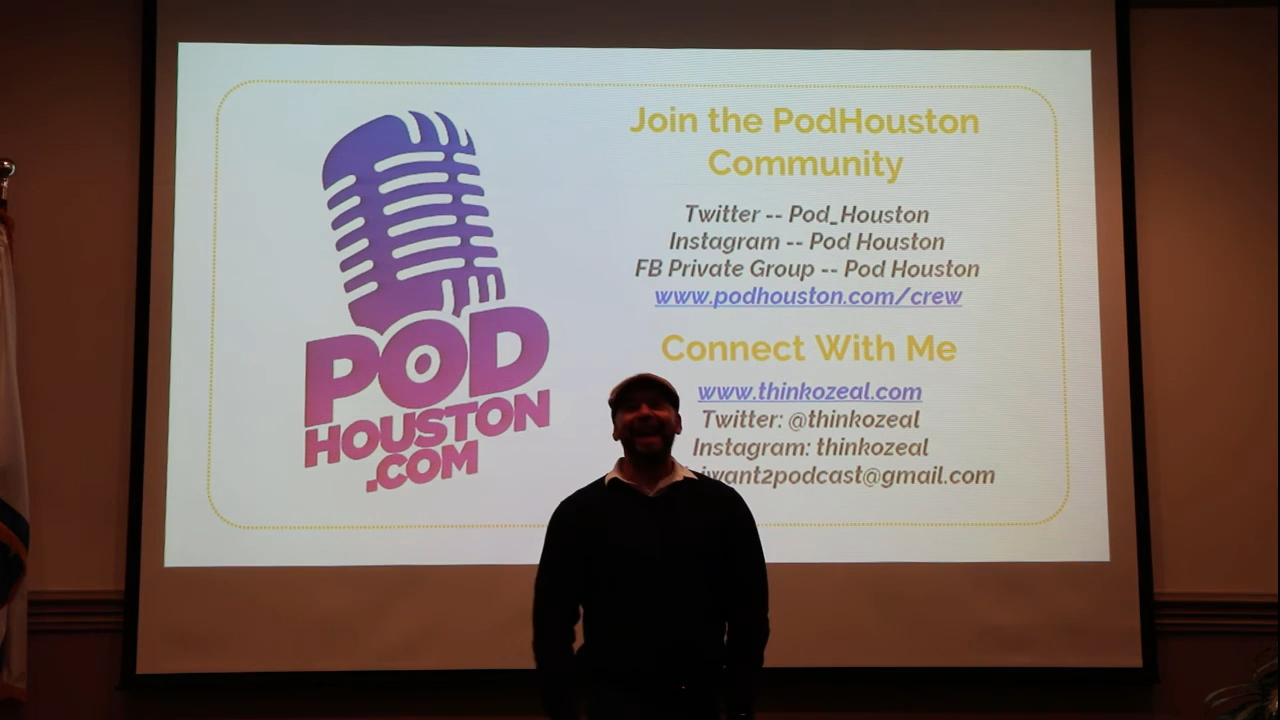 POD
HOUSTON
.COM
Join the PodHouston
Community
Twitter -- Pod_Houston
Instagram -- Pod Houston
FB Private Group -- Pod Houston
www.podhouston.com/crew
Connect With Me
www.thinkozeal.com
Twitter: @thinkozeal
Instagram: thinkozeal
iwant2podcast@gmail.com